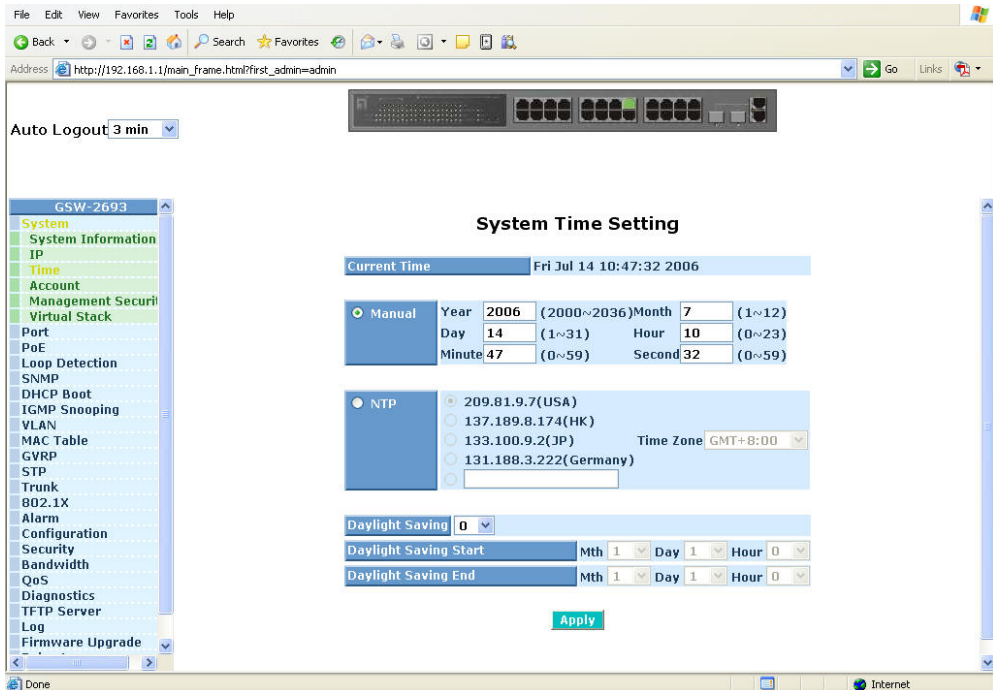 File Edit View Favorites Tools Help
Back Search Favorites
Address http://192.168.1.1/main_frame.html?first_admin=admin Go Links
Auto Logout 3 min
GSW-2693
System
System Information
IP
Time
Account
Management Securit
Virtual Stack
Port
PoE
Loop Detection
SNMP
DHCP Boot
IGMP Snooping
VLAN
MAC Table
GVRP
STP
Trunk
802.1X
Alarm
Configuration
Security
Bandwidth
QoS
Diagnostics
TFTP Server
Log
Firmware Upgrade
System Time Setting
Current Time Fri Jul 14 10:47:32 2006
Manual Year 2006 (2000~2036) Month 7 (1~12)
Day 14 (1~31) Hour 10 (0~23)
Minute 47 (0~59) Second 32 (0~59)
NTP 209.81.9.7(USA)
137.189.8.174(HK)
133.100.9.2(JP) Time Zone GMT+8:00
131.188.3.222(Germany)
Daylight Saving 0
Daylight Saving Start Mth 1 Day 1 Hour 0
Daylight Saving End Mth 1 Day 1 Hour 0
Apply
Done Internet